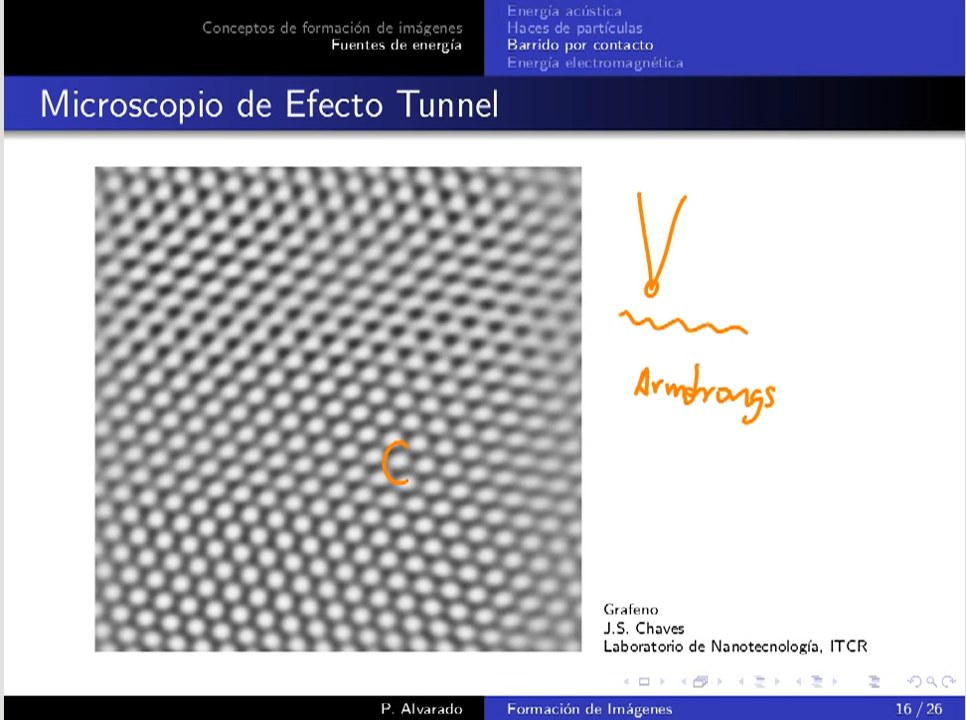 Conceptos de formación de imágenes
Fuentes de energía
Energía acústica
Haces de partículas
Barrido por contacto
Energía electromagnética
Microscopio de Efecto Tunnel
Armstrongs
C
Grafeno
J.S. Chaves
Laboratorio de Nanotecnología, ITCR
P. Alvarado
Formación de Imágenes
16 / 26